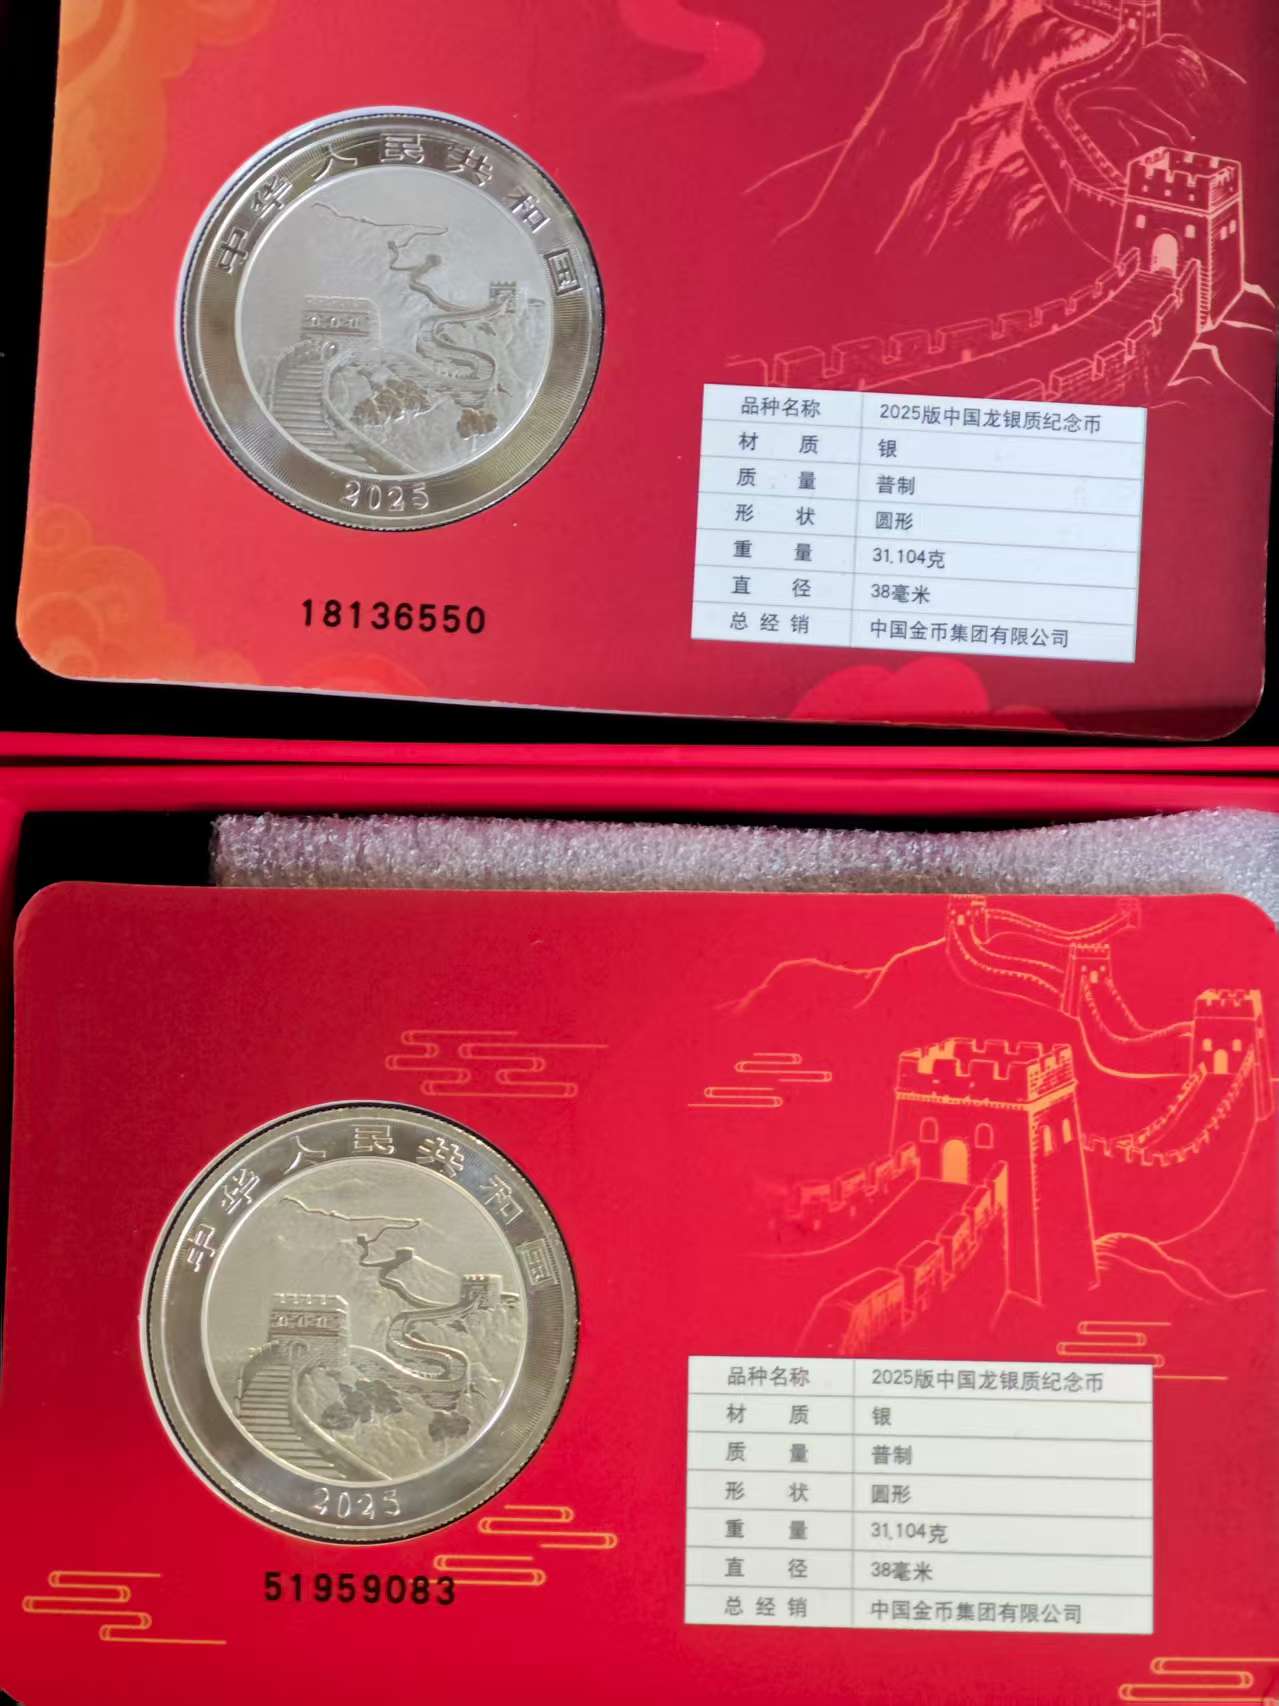 中华人民共和国
2025
18136550
品种名称 2025版中国龙银质纪念币
材 质 银
质 量 普制
形 状 圆形
重 量 31.104克
直 径 38毫米
总 经 销 中国金币集团有限公司
中华人民共和国
2025
51959083
品种名称 2025版中国龙银质纪念币
材 质 银
质 量 普制
形 状 圆形
重 量 31.104克
直 径 38毫米
总 经 销 中国金币集团有限公司